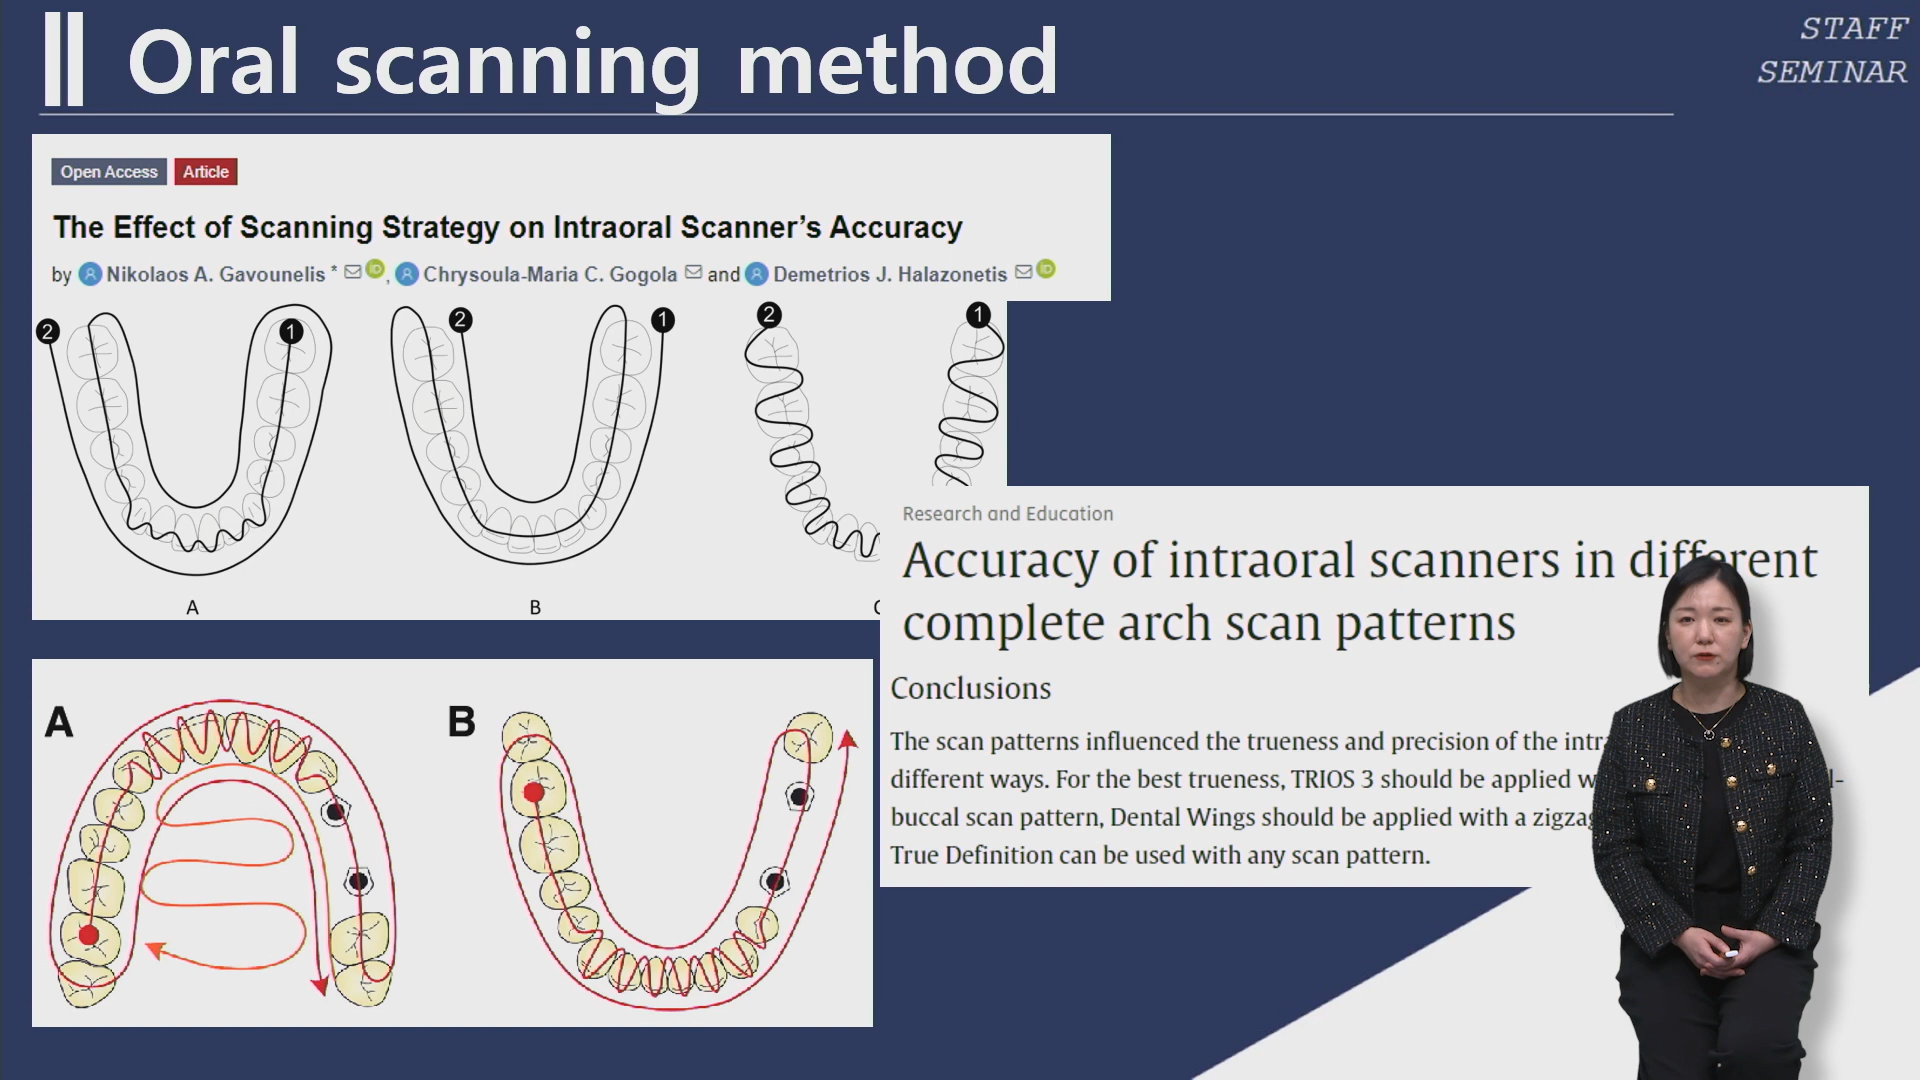 Oral scanning method
STAFF
SEMINAR
Open Access Article
The Effect of Scanning Strategy on Intraoral Scanner's Accuracy
by Nikolaos A. Gavounelis * iD, Chrysoula-Maria C. Gogola and Demetrios J. Halazonetis iD
2 1 2 1 2 1
A B C
Research and Education
Accuracy of intraoral scanners in different
complete arch scan patterns
Conclusions
The scan patterns influenced the trueness and precision of the
different ways. For the best trueness, TRIOS 3 should be applied
buccal scan pattern, Dental Wings should be applied with a
True Definition can be used with any scan pattern.
A B